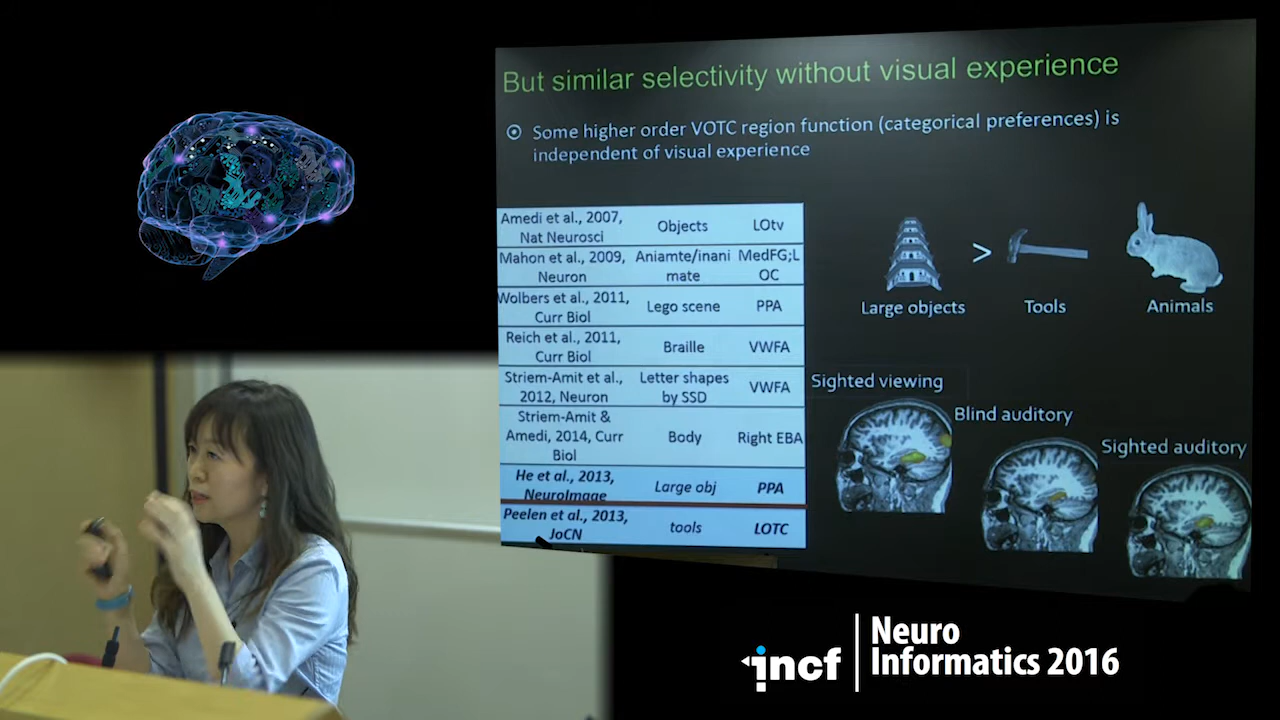 But similar selectivity without visual experience
Some higher order VOTC region function (categorical preferences) is
independent of visual experience
Amedi et al., 2007,
Nat Neurosci
Objects
LOtv
Mahon et al., 2009,
Neuron
Aniamte/inani
mate
MedFG;L
OC
Wolbers et al., 2011,
Curr Biol
Lego scene
PPA
Reich et al., 2011,
Curr Biol
Braille
VWFA
Striem-Amit et al.,
2012, Neuron
Letter shapes
by SSD
VWFA
Striem-Amit &
Amedi, 2014, Curr
Biol
Body
Right EBA
He et al., 2013,
NeuroImage
Large obj
PPA
Peelen et al., 2013,
JoCN
tools
LOTC
>
Large objects
Tools
Animals
Sighted viewing
Blind auditory
Sighted auditory
incf
Neuro
Informatics 2016